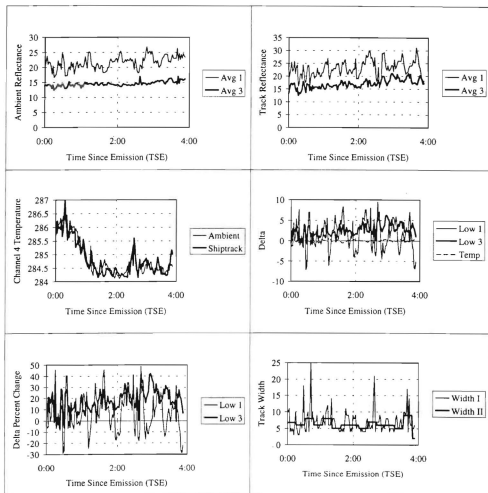 Ambient Reflectance
30
25
20
15
10
5
0
0:00 2:00 4:00
Time Since Emission (TSE)
Avg 1
Avg 3
Track Reflectance
35
30
25
20
15
10
5
0
0:00 2:00 4:00
Time Since Emission (TSE)
Avg 1
Avg 3
Channel 4 Temperature
287
286.5
286
285.5
285
284.5
284
0:00 2:00 4:00
Time Since Emission (TSE)
Ambient
Shiptrack
Delta
10
5
0
-5
-10
0:00 2:00 4:00
Time Since Emission (TSE)
Low 1
Low 3
Temp
Delta Percent Change
50
40
30
20
10
0
-10
-20
-30
0:00 2:00 4:00
Time Since Emission (TSE)
Low 1
Low 3
Track Width
25
20
15
10
5
0
0:00 2:00 4:00
Time Since Emission (TSE)
Width I
Width II